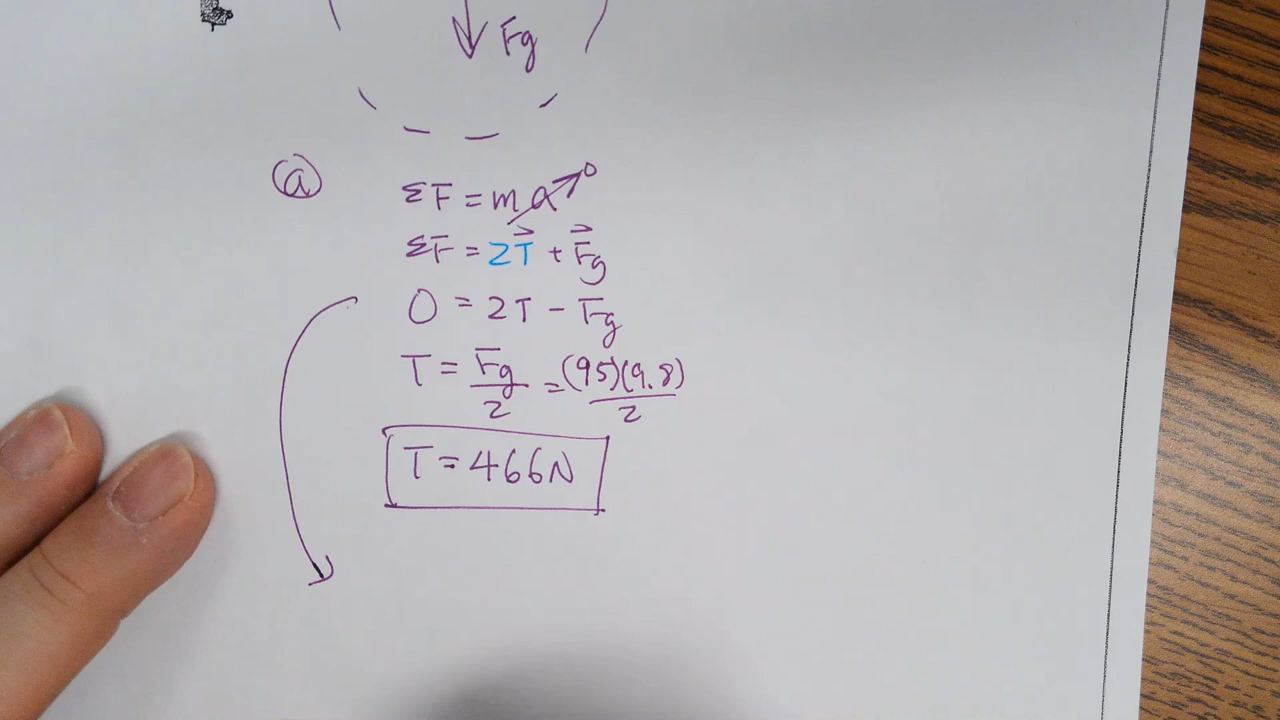 Fg
ⓐ ΣF = ma→0
ΣF = 2T⃗ + F⃗g
0 = 2T - Fg
T = Fg/2 = (95)(9.8)/2
T = 466N